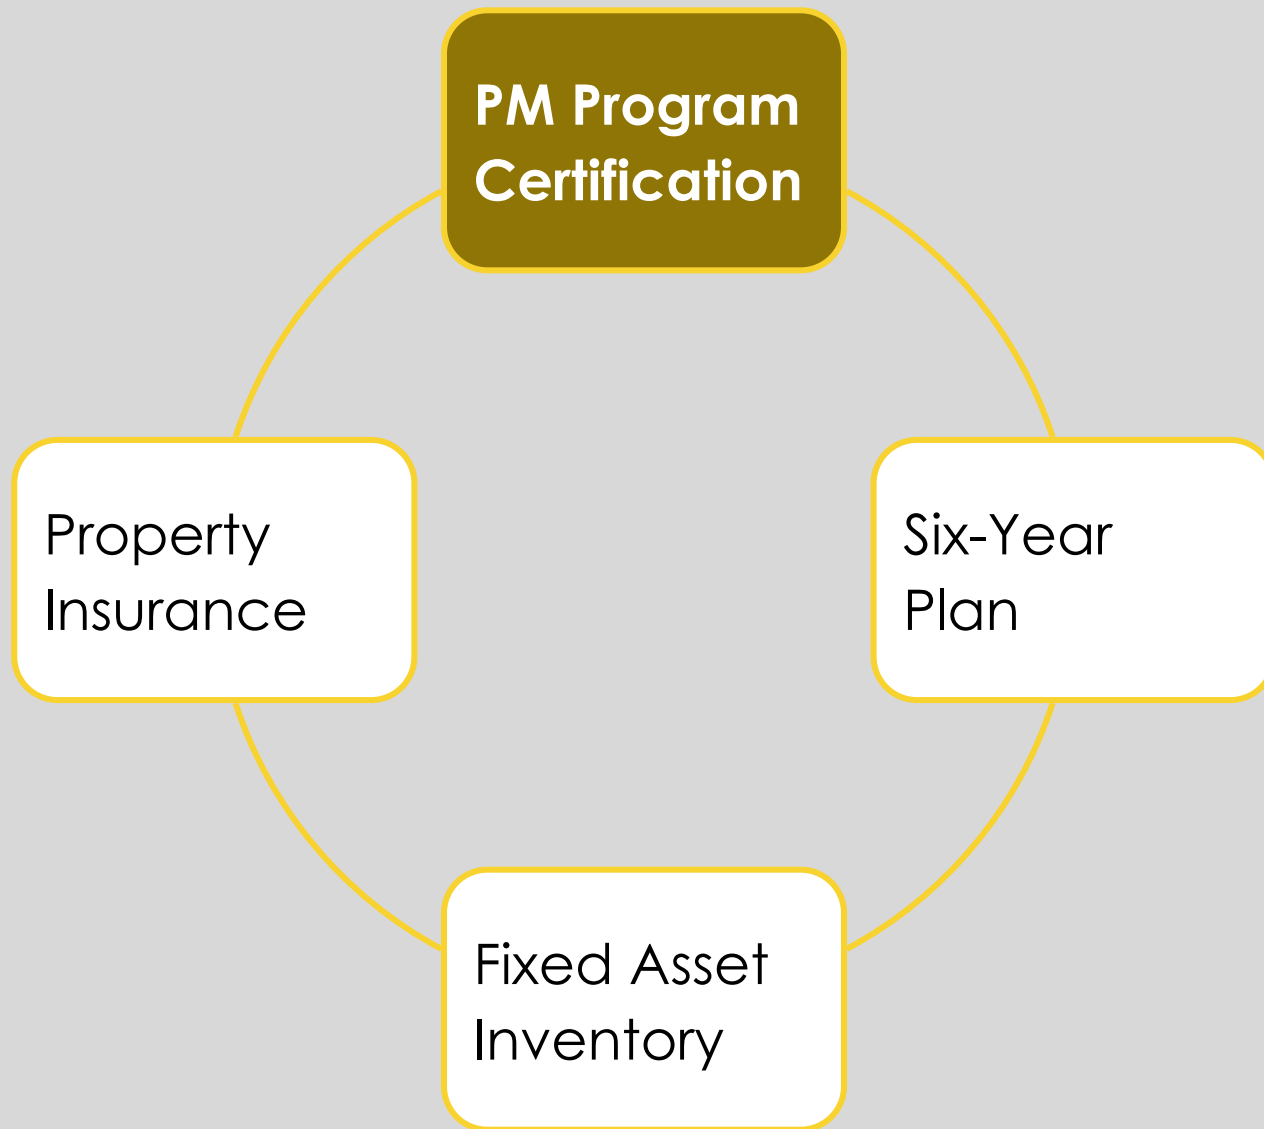 PM Program
Certification
Property
Insurance
Six-Year
Plan
Fixed Asset
Inventory